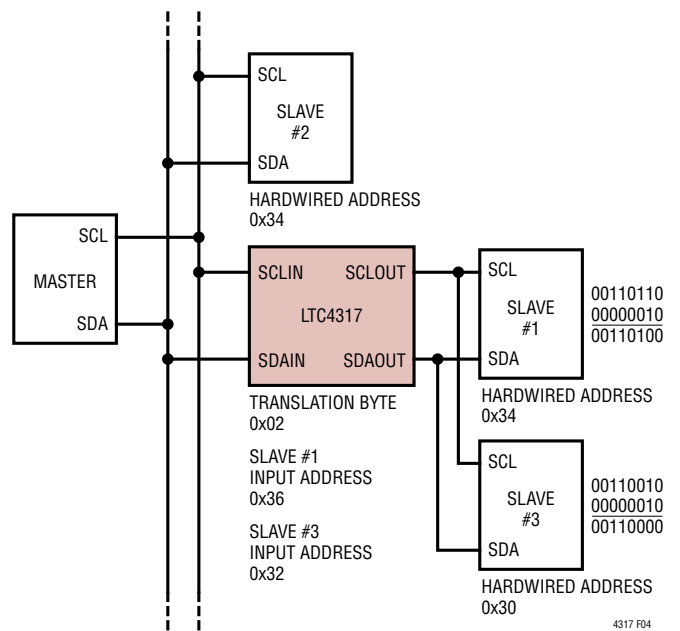 SCL
SLAVE
#2
SDA
HARDWIRED ADDRESS
0x34
SCL
MASTER
SDA
SCLIN SCLOUT
LTC4317
SDAIN SDAOUT
TRANSLATION BYTE
0x02
SLAVE #1
INPUT ADDRESS
0x36
SLAVE #3
INPUT ADDRESS
0x32
SCL
SLAVE
#1
SDA
00110110
00000010
00110100
HARDWIRED ADDRESS
0x34
SCL
SLAVE
#3
SDA
00110010
00000010
00110000
HARDWIRED ADDRESS
0x30
4317 F04